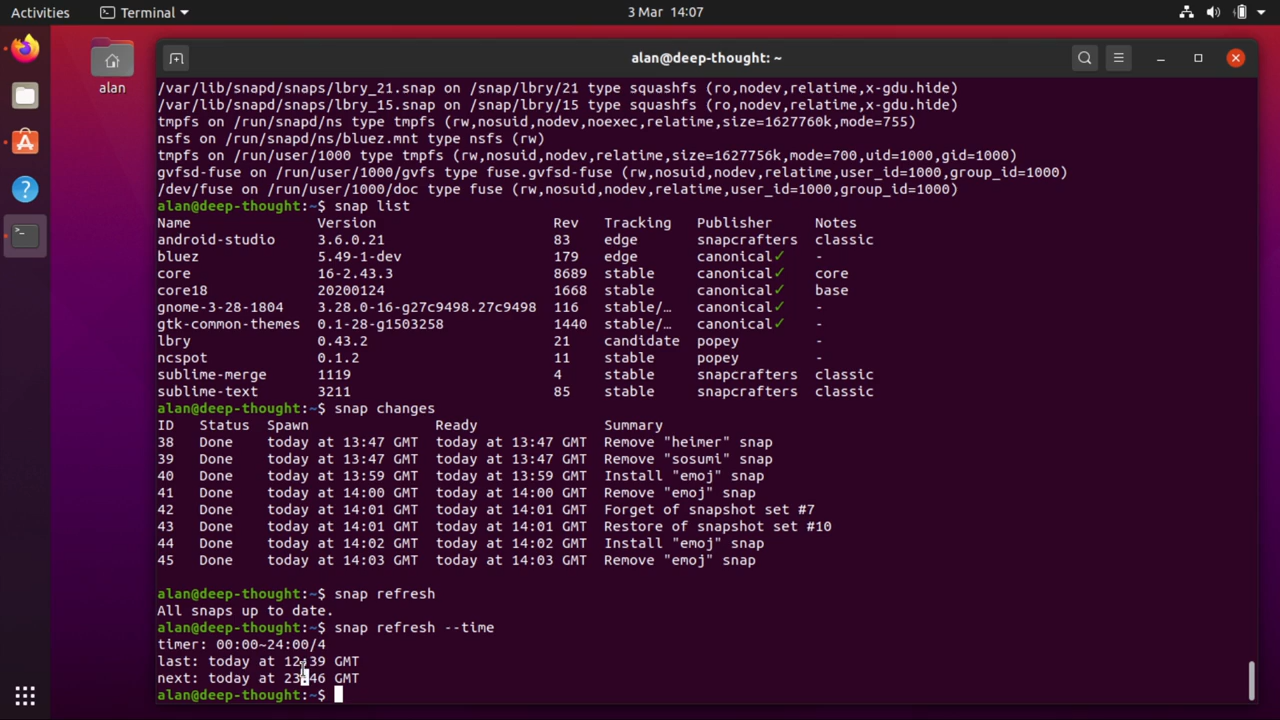 Activities Terminal 3 Mar 14:07
alan
alan@deep-thought: ~
/var/lib/snapd/snaps/lbry_21.snap on /snap/lbry/21 type squashfs (ro,nodev,relatime,x-gdu.hide)
/var/lib/snapd/snaps/lbry_15.snap on /snap/lbry/15 type squashfs (ro,nodev,relatime,x-gdu.hide)
tmpfs on /run/snapd/ns type tmpfs (rw,nosuid,nodev,noexec,relatime,size=1627760k,mode=755)
nsfs on /run/snapd/ns/bluez.mnt type nsfs (rw)
tmpfs on /run/user/1000 type tmpfs (rw,nosuid,nodev,relatime,size=1627756k,mode=700,uid=1000,gid=1000)
gvfsd-fuse on /run/user/1000/gvfs type fuse.gvfsd-fuse (rw,nosuid,nodev,relatime,user_id=1000,group_id=1000)
/dev/fuse on /run/user/1000/doc type fuse (rw,nosuid,nodev,relatime,user_id=1000,group_id=1000)
alan@deep-thought:~$ snap list
Name Version Rev Tracking Publisher Notes
android-studio 3.6.0.21 83 edge snapcrafters classic
bluez 5.49-1-dev 179 edge canonical✓ -
core 16-2.43.3 8689 stable canonical✓ core
core18 20200124 1668 stable canonical✓ base
gnome-3-28-1804 3.28.0-16-g27c9498.27c9498 116 stable/… canonical✓ -
gtk-common-themes 0.1-28-g1503258 1440 stable/… canonical✓ -
lbry 0.43.2 21 candidate popey -
ncspot 0.1.2 11 stable popey -
sublime-merge 1119 4 stable snapcrafters classic
sublime-text 3211 85 stable snapcrafters classic
alan@deep-thought:~$ snap changes
ID Status Spawn Ready Summary
38 Done today at 13:47 GMT today at 13:47 GMT Remove "heimer" snap
39 Done today at 13:47 GMT today at 13:47 GMT Remove "sosumi" snap
40 Done today at 13:59 GMT today at 13:59 GMT Install "emoj" snap
41 Done today at 14:00 GMT today at 14:00 GMT Remove "emoj" snap
42 Done today at 14:01 GMT today at 14:01 GMT Forget of snapshot set #7
43 Done today at 14:01 GMT today at 14:01 GMT Restore of snapshot set #10
44 Done today at 14:02 GMT today at 14:02 GMT Install "emoj" snap
45 Done today at 14:03 GMT today at 14:03 GMT Remove "emoj" snap
alan@deep-thought:~$ snap refresh
All snaps up to date.
alan@deep-thought:~$ snap refresh --time
timer: 00:00~24:00/4
last: today at 12:39 GMT
next: today at 23:46 GMT
alan@deep-thought:~$